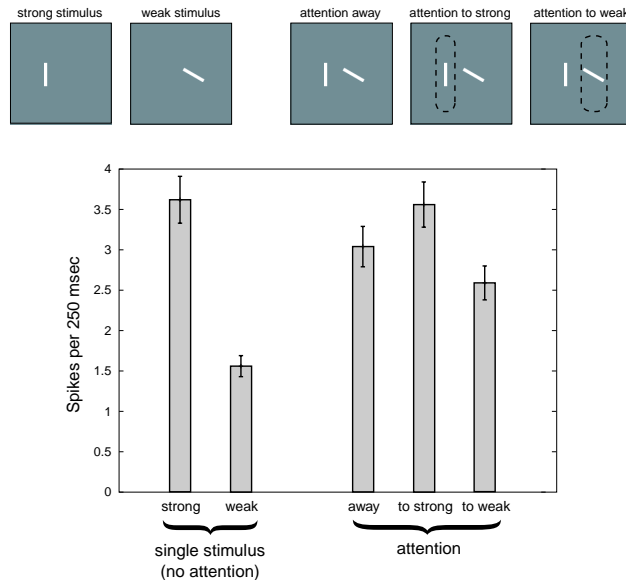 strong stimulus weak stimulus attention away attention to strong attention to weak
4
3.5
3
2.5
2
1.5
1
0.5
0
Spikes per 250 msec
strong weak away to strong to weak
single stimulus attention
(no attention)